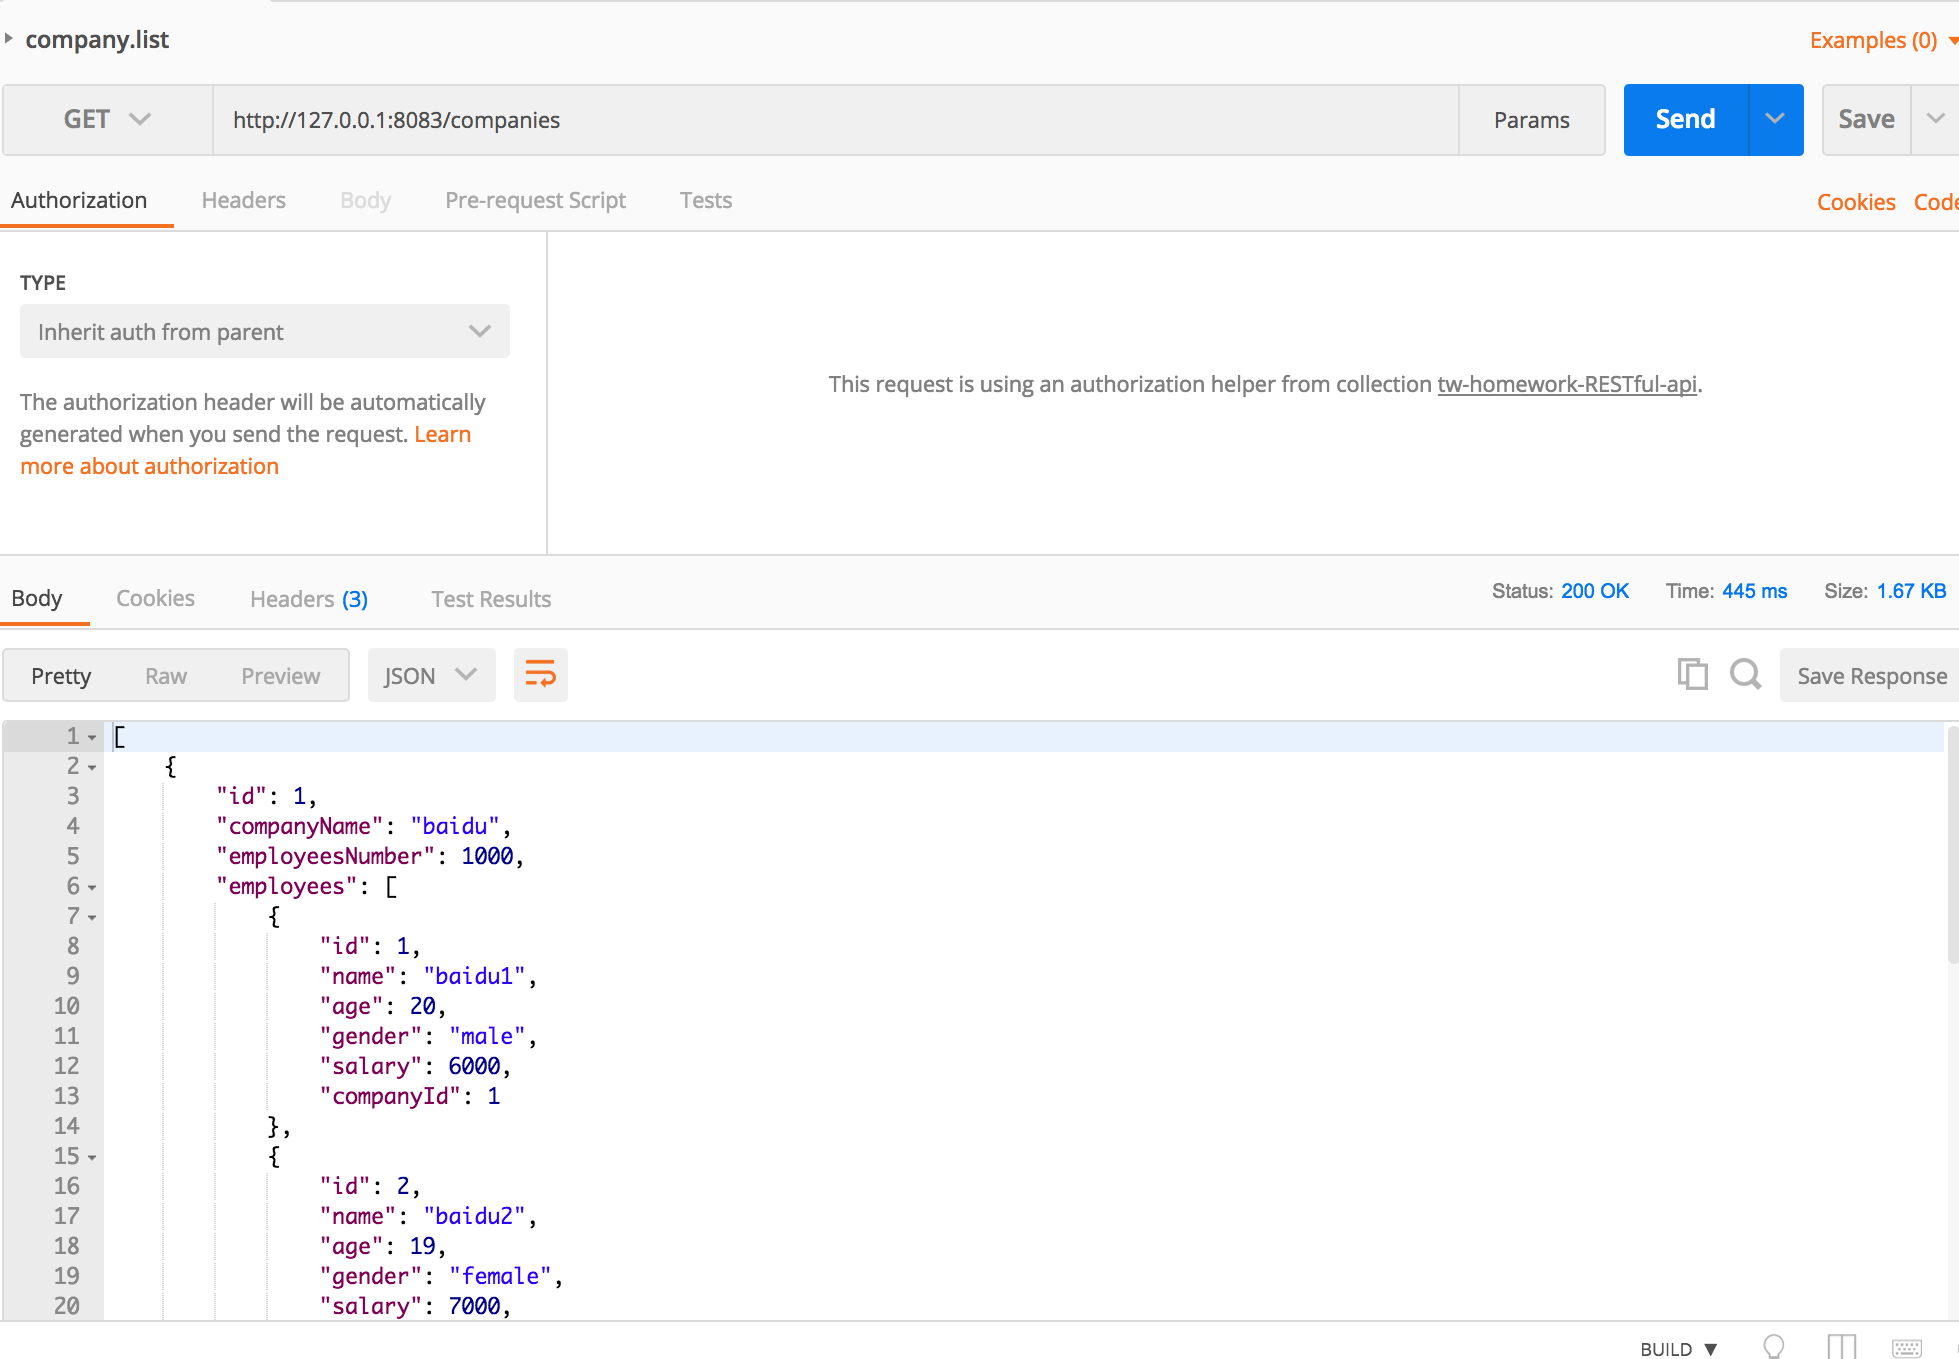 company.list
Examples (0)
GET
http://127.0.0.1:8083/companies
Params
Send
Save
Authorization
Headers
Body
Pre-request Script
Tests
Cookies
Code
TYPE
Inherit auth from parent
The authorization header will be automatically
generated when you send the request. Learn
more about authorization
This request is using an authorization helper from collection tw-homework-RESTful-api.
Body
Cookies
Headers (3)
Test Results
Status: 200 OK
Time: 445 ms
Size: 1.67 KB
Pretty
Raw
Preview
JSON
Save Response
1 [
2 {
3 "id": 1,
4 "companyName": "baidu",
5 "employeesNumber": 1000,
6 "employees": [
7 {
8 "id": 1,
9 "name": "baidu1",
10 "age": 20,
11 "gender": "male",
12 "salary": 6000,
13 "companyId": 1
14 },
15 {
16 "id": 2,
17 "name": "baidu2",
18 "age": 19,
19 "gender": "female",
20 "salary": 7000,
BUILD